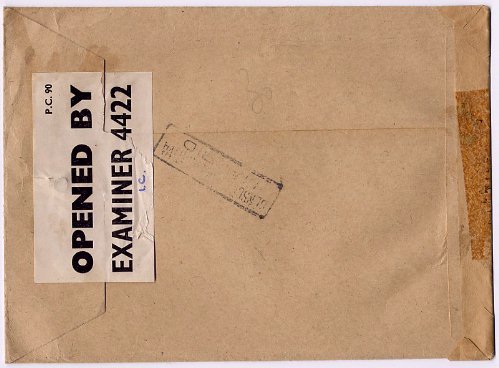 P.C. 90
OPENED BY
EXAMINER 4422
I.C.